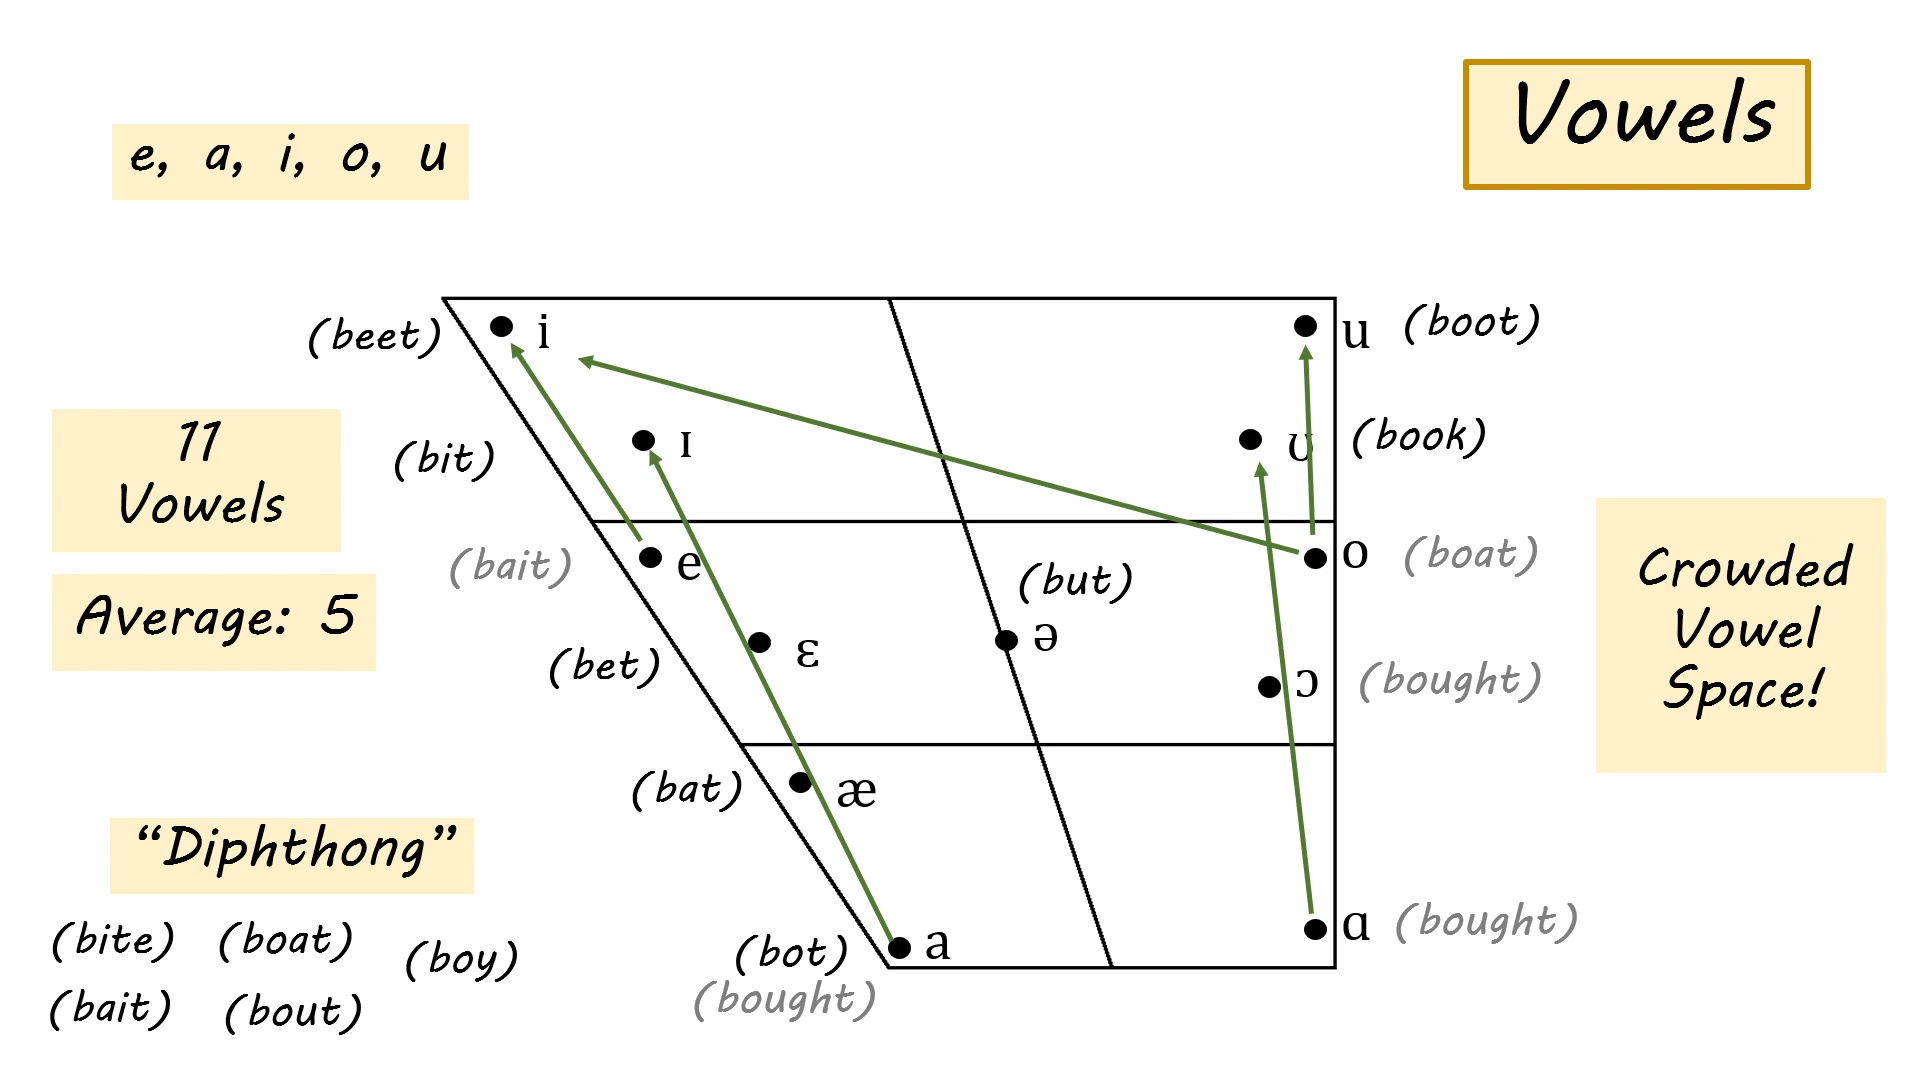 Vowels
e, a, i, o, u
(beet) i u (boot)
11
Vowels
(bit) ɪ ʊ (book)
(bait) e o (boat)
Average: 5
(but)
ə
(bet) ɛ
ɔ (bought)
Crowded
Vowel
Space!
(bat) æ
“Diphthong”
(bite) (boat)
(boy)
(bait) (bout)
(bot) a
(bought)
ɑ (bought)